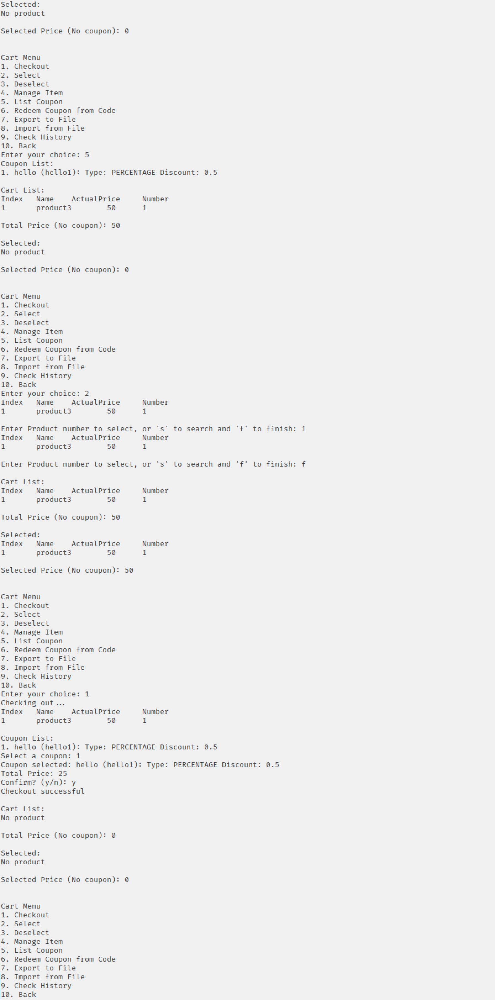 Selected:
No product
Selected Price (No coupon): 0
Cart Menu
1. Checkout
2. Select
3. Deselect
4. Manage Item
5. List Coupon
6. Redeem Coupon from Code
7. Export to File
8. Import from File
9. Check History
10. Back
Enter your choice: 5
Coupon List:
1. hello (hello1): Type: PERCENTAGE Discount: 0.5
Cart List:
Index   Name    ActualPrice     Number
1       product3        50      1
Total Price (No coupon): 50
Selected:
No product
Selected Price (No coupon): 0
Cart Menu
1. Checkout
2. Select
3. Deselect
4. Manage Item
5. List Coupon
6. Redeem Coupon from Code
7. Export to File
8. Import from File
9. Check History
10. Back
Enter your choice: 2
Index   Name    ActualPrice     Number
1       product3        50      1
Enter Product number to select, or 's' to search and 'f' to finish: 1
Index   Name    ActualPrice     Number
1       product3        50      1
Enter Product number to select, or 's' to search and 'f' to finish: f
Cart List:
Index   Name    ActualPrice     Number
1       product3        50      1
Total Price (No coupon): 50
Selected:
Index   Name    ActualPrice     Number
1       product3        50      1
Selected Price (No coupon): 50
Cart Menu
1. Checkout
2. Select
3. Deselect
4. Manage Item
5. List Coupon
6. Redeem Coupon from Code
7. Export to File
8. Import from File
9. Check History
10. Back
Enter your choice: 1
Checking out...
Index   Name    ActualPrice     Number
1       product3        50      1
Coupon List:
1. hello (hello1): Type: PERCENTAGE Discount: 0.5
Select a coupon: 1
Coupon selected: hello (hello1): Type: PERCENTAGE Discount: 0.5
Total Price: 25
Confirm? (y/n): y
Checkout successful
Cart List:
No product
Total Price (No coupon): 0
Selected:
No product
Selected Price (No coupon): 0
Cart Menu
1. Checkout
2. Select
3. Deselect
4. Manage Item
5. List Coupon
6. Redeem Coupon from Code
7. Export to File
8. Import from File
9. Check History
10. Back